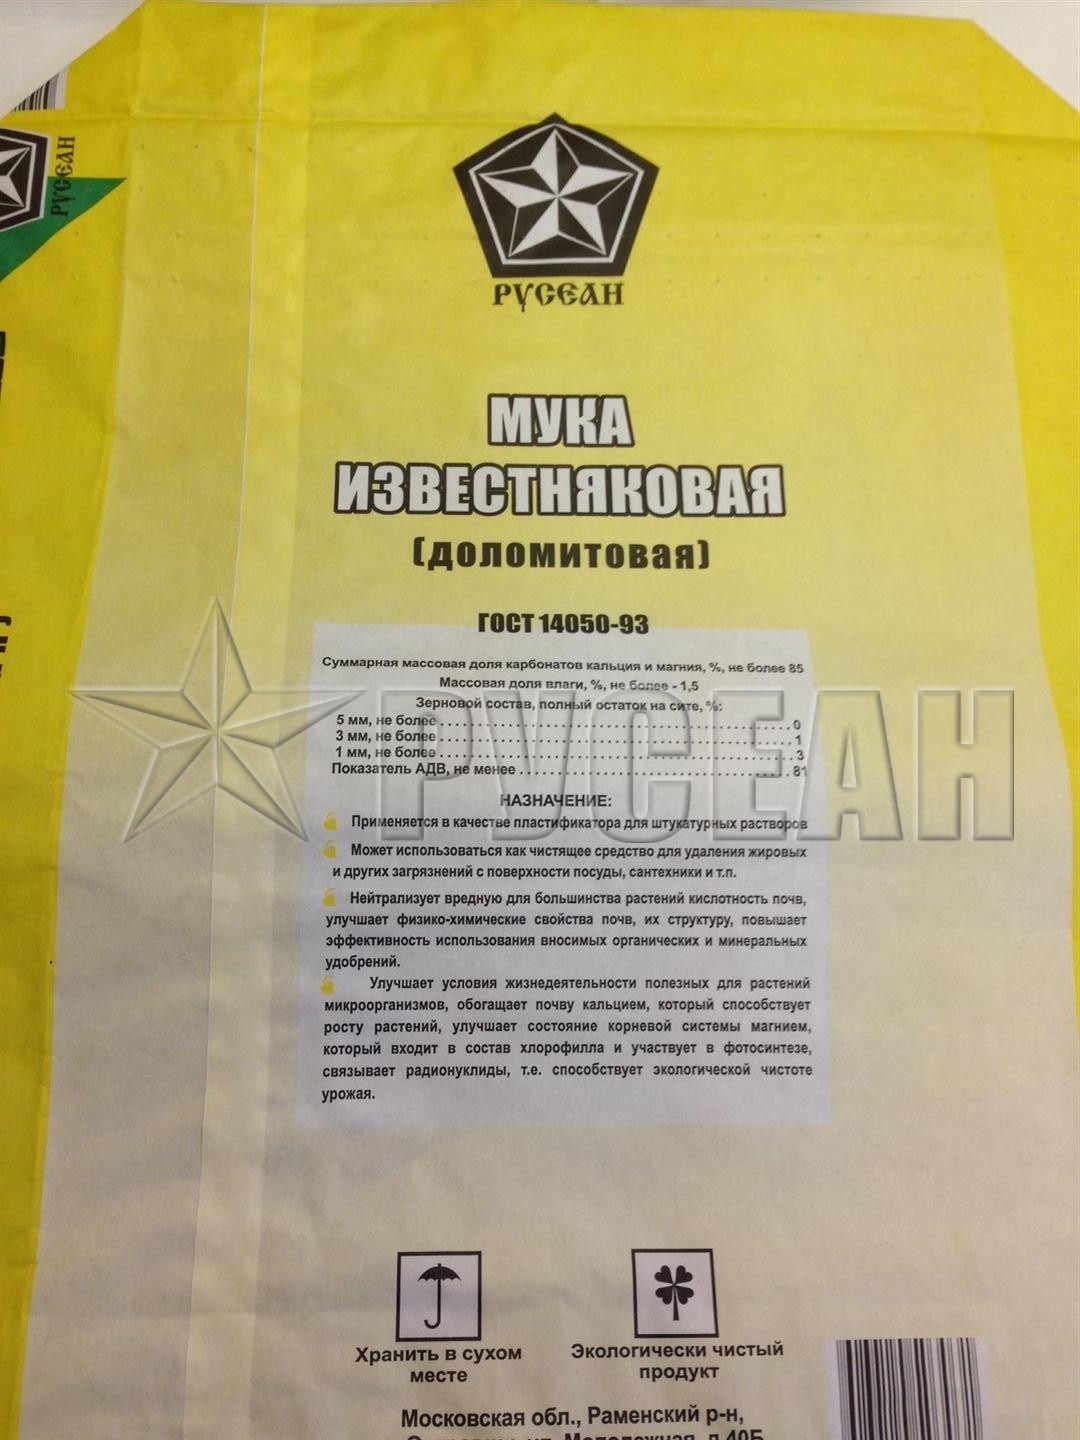 РУСЕАН
РУСЕАН
МУКА
ИЗВЕСТНЯКОВАЯ
(доломитовая)
ГОСТ 14050-93
Суммарная массовая доля карбонатов кальция и магния, %, не более 85
Массовая доля влаги, %, не более - 1,5
Зерновой состав, полный остаток на сите, %:
5 мм, не более . . . . . . . . . . . . . . . . . . . . 0
3 мм, не более . . . . . . . . . . . . . . . . . . . . 1
1 мм, не более . . . . . . . . . . . . . . . . . . . . 3
Показатель АДВ, не менее . . . . . . . . . . . . . . . . . . . . 81
РУСЕАН
НАЗНАЧЕНИЕ:
Применяется в качестве пластификатора для штукатурных растворов
Может использоваться как чистящее средство для удаления жировых
и других загрязнений с поверхности посуды, сантехники и т.п.
Нейтрализует вредную для большинства растений кислотность почв,
улучшает физико-химические свойства почв, их структуру, повышает
эффективность использования вносимых органических и минеральных
удобрений.
Улучшает условия жизнедеятельности полезных для растений
микроорганизмов, обогащает почву кальцием, который способствует
росту растений, улучшает состояние корневой системы магнием,
который входит в состав хлорофилла и участвует в фотосинтезе,
связывает радионуклиды, т.е. способствует экологической чистоте
урожая.
Хранить в сухом
месте
Экологически чистый
продукт
Московская обл., Раменский р-н,
ул. Молодежная, д.40Б